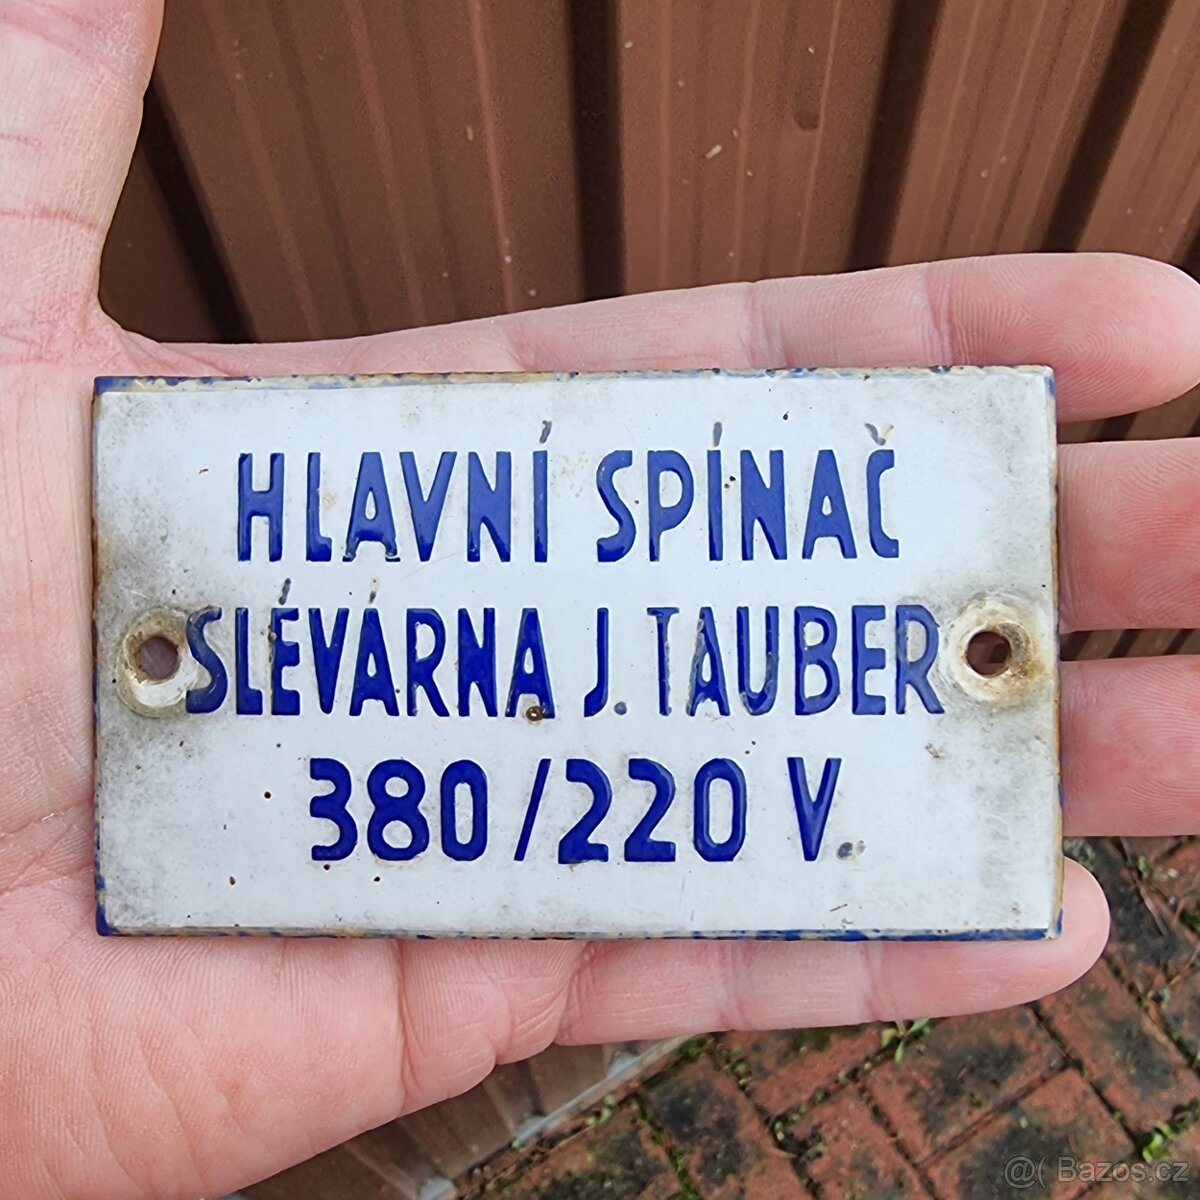 HLAVNÍ SPÍNAČ
SLÉVÁRNA J. TAUBER
380/220 V.
@( Bazos.cz